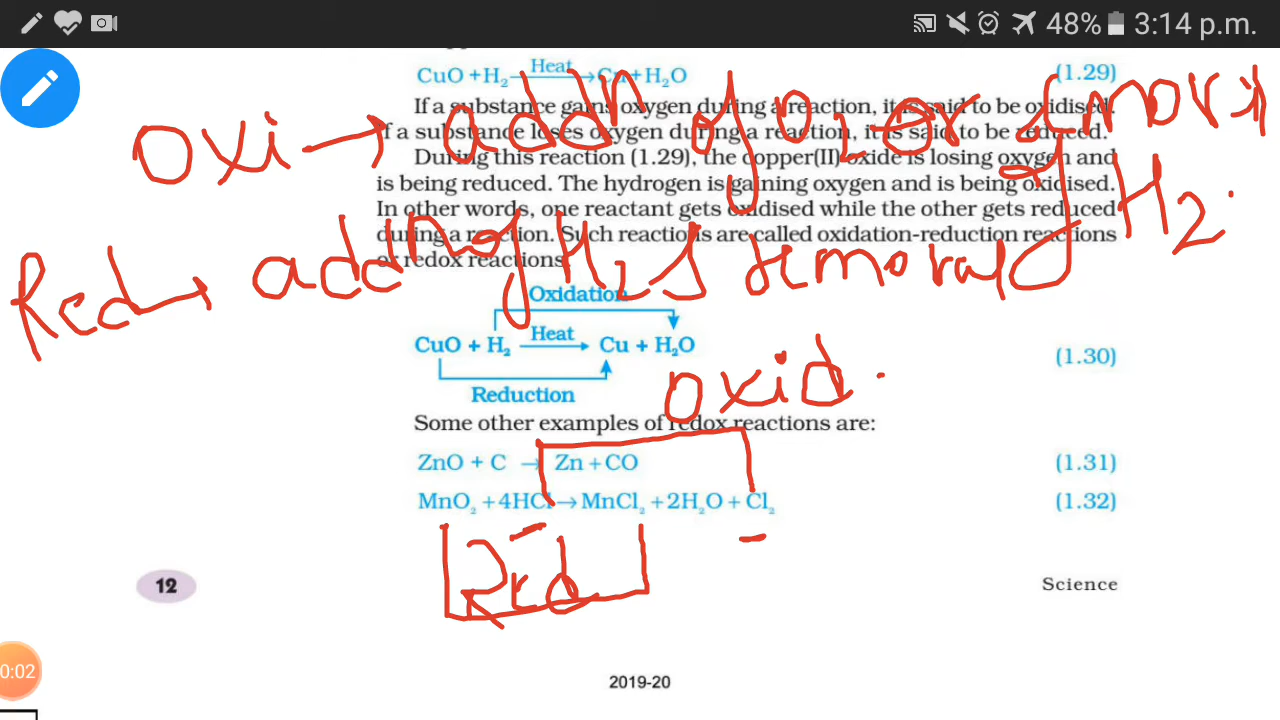 48% 3:14 p.m.
CuO + H₂ Heat → Cu + H₂O (1.29)
If a substance gains oxygen during a reaction, it is said to be oxidised.
If a substance loses oxygen during a reaction, it is said to be reduced.
During this reaction (1.29), the copper(II) oxide is losing oxygen and
is being reduced. The hydrogen is gaining oxygen and is being oxidised.
In other words, one reactant gets oxidised while the other gets reduced
during a reaction. Such reactions are called oxidation-reduction reactions
or redox reactions.
oxi → addn of O₂ or
of H₂.
Red → addn of H₂
Oxidation
CuO + H₂ Heat → Cu + H₂O (1.30)
Reduction
oxid.
Some other examples of redox reactions are:
ZnO + C → Zn + CO (1.31)
MnO₂ + 4HCl → MnCl₂ + 2H₂O + Cl₂ (1.32)
Red
12 Science
0:02
2019-20